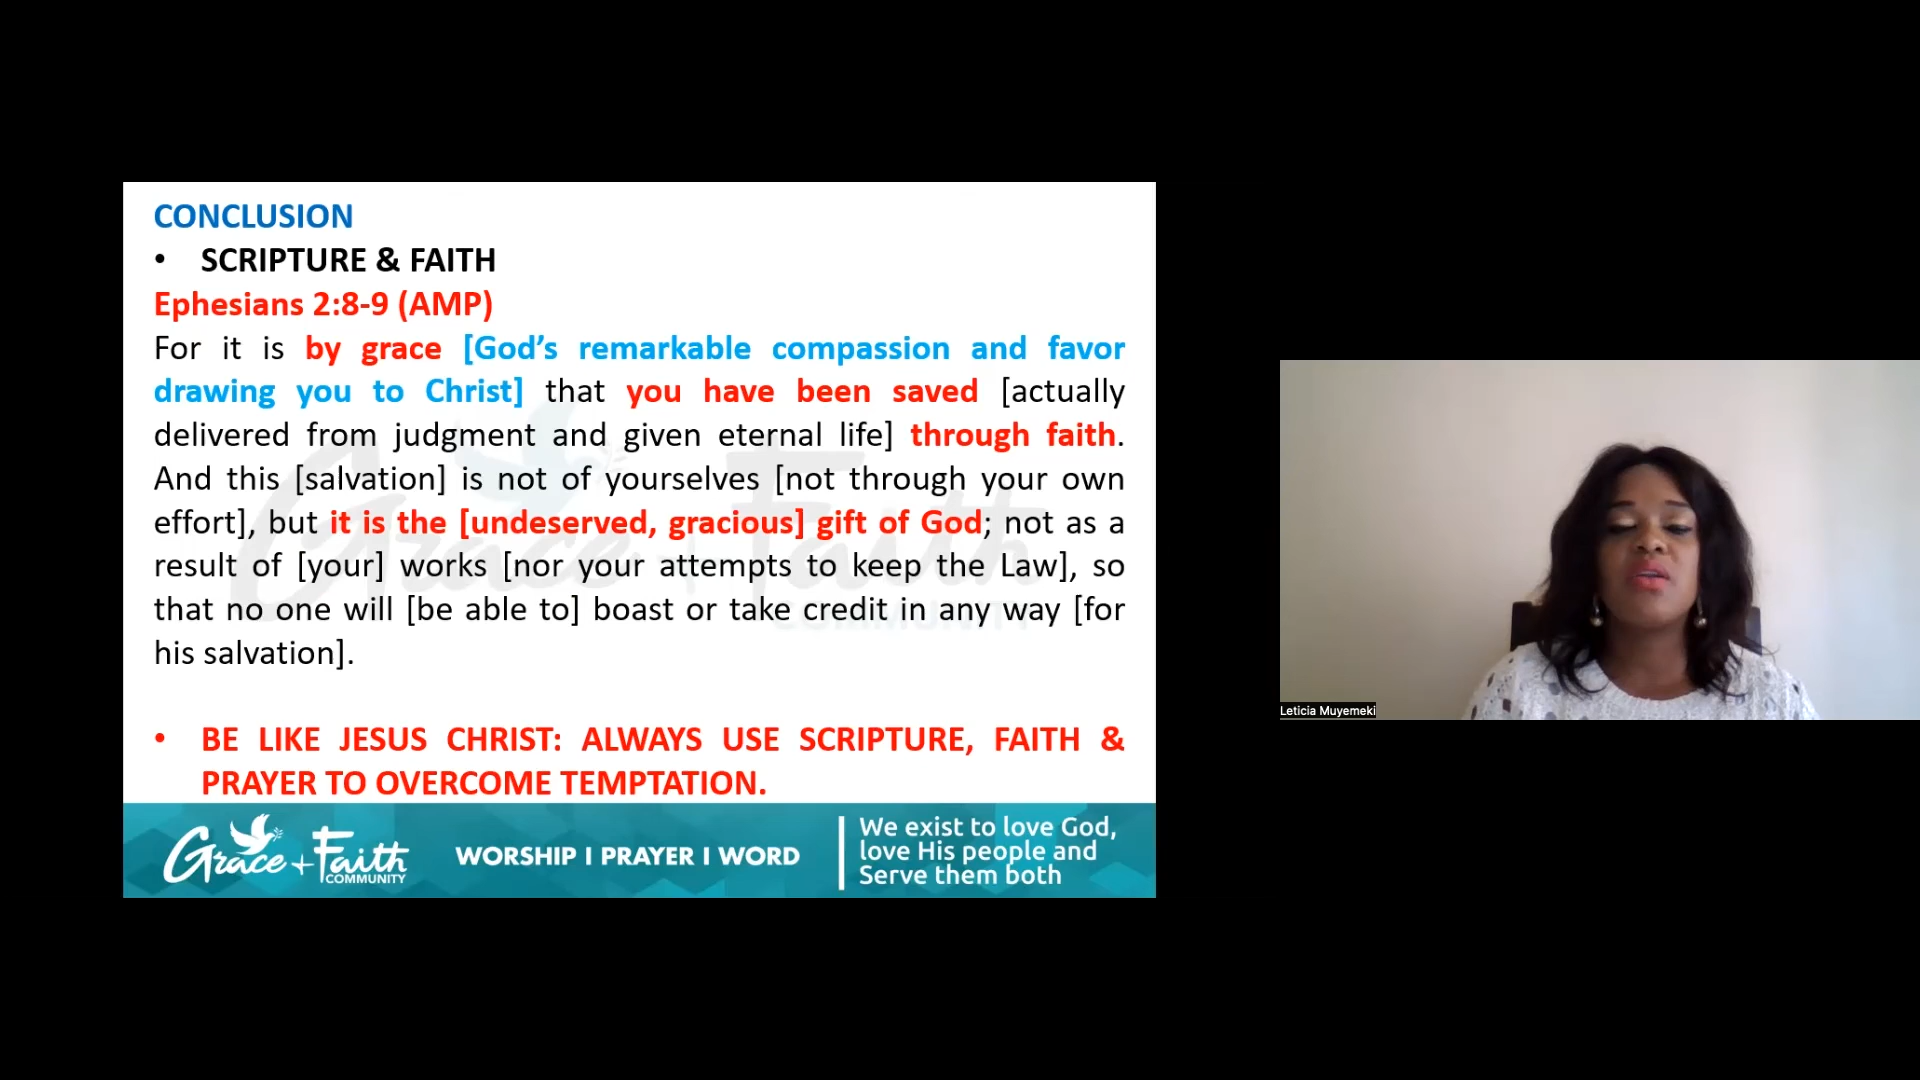 CONCLUSION
• SCRIPTURE & FAITH
Ephesians 2:8-9 (AMP)
For it is by grace [God’s remarkable compassion and favor
drawing you to Christ] that you have been saved [actually
delivered from judgment and given eternal life] through faith.
And this [salvation] is not of yourselves [not through your own
effort], but it is the [undeserved, gracious] gift of God; not as a
result of [your] works [nor your attempts to keep the Law], so
that no one will [be able to] boast or take credit in any way [for
his salvation].
• BE LIKE JESUS CHRIST: ALWAYS USE SCRIPTURE, FAITH &
PRAYER TO OVERCOME TEMPTATION.
Grace + Faith
COMMUNITY
WORSHIP | PRAYER | WORD
We exist to love God,
love His people and
Serve them both
Leticia Muyemeki